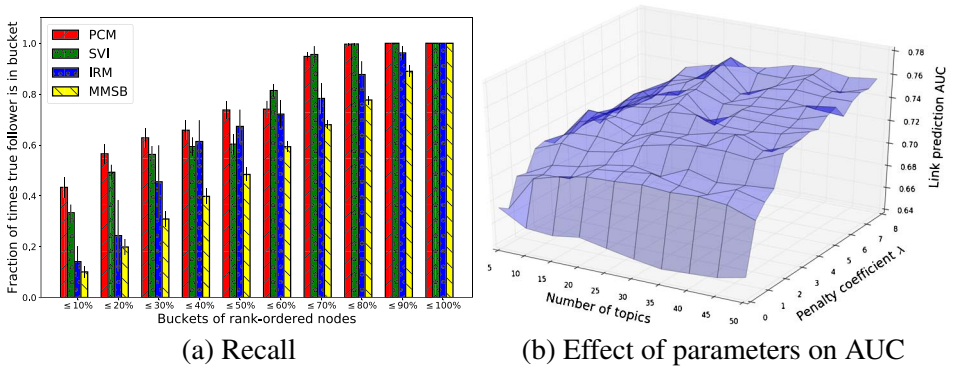 PCM
SVI
IRM
MMSB
Fraction of times true follower is in bucket
1.0
0.8
0.6
0.4
0.2
0.0
≤10% ≤20% ≤30% ≤40% ≤50% ≤60% ≤70% ≤80% ≤90% ≤100%
Buckets of rank-ordered nodes
(a) Recall
0.78
0.76
0.74
0.72
0.70
0.68
0.66
0.64
Link prediction AUC
5 10 15 20 25 30 35 40 45 50
Number of topics
0 1 2 3 4 5 6 7 8
Penalty coefficient λ
(b) Effect of parameters on AUC